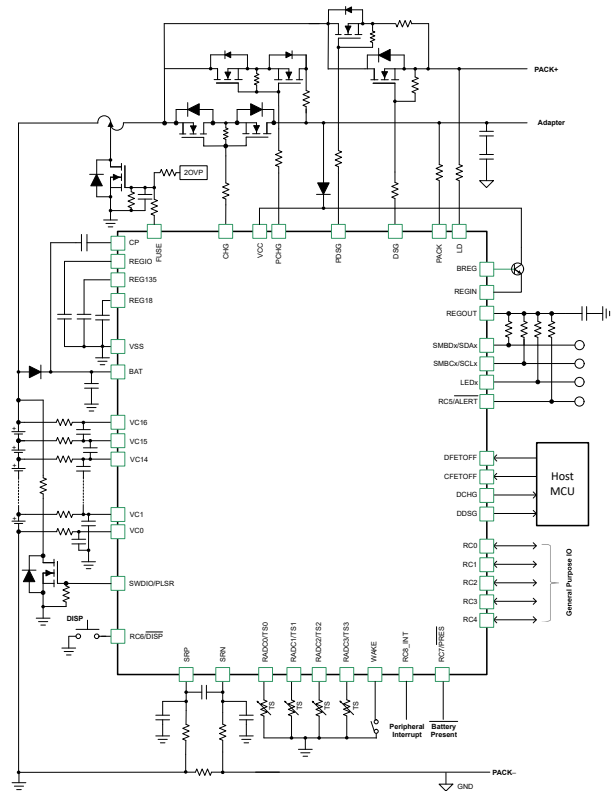 PACK+
Adapter
2OVP
FUSE
CHG
VCC
PCHG
PDSG
DSG
PACK
LD
CP
REGIO
REG135
REG18
VSS
BAT
VC16
VC15
VC14
VC1
VC0
SWDIO/PLSR
DISP
RC6/DISP
BREG
REGIN
REGOUT
SMBDx/SDAx
SMBCx/SCLx
LEDx
RC5/ALERT
DFETOFF
CFETOFF
DCHG
DDSG
Host
MCU
RC0
RC1
RC2
RC3
RC4
General Purpose IO
SRP
SRN
RADC0/TS0
RADC1/TS1
RADC2/TS2
RADC3/TS3
WAKE
RC8_INT
RC7/PRES
TS
TS
TS
TS
Peripheral
Interrupt
Battery
Present
PACK–
GND